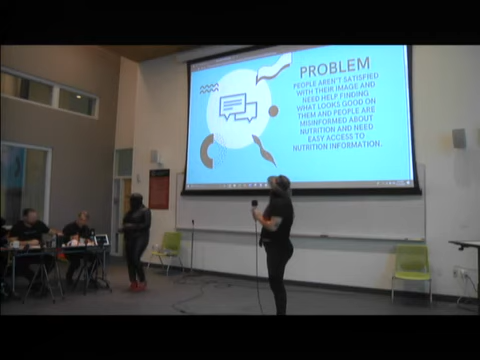 PROBLEM
PEOPLE AREN'T SATISFIED
WITH THEIR IMAGE AND
NEED HELP FINDING
WHAT LOOKS GOOD ON
THEM AND PEOPLE ARE
MISINFORMED ABOUT
NUTRITION AND NEED
EASY ACCESS TO
NUTRITION INFORMATION.